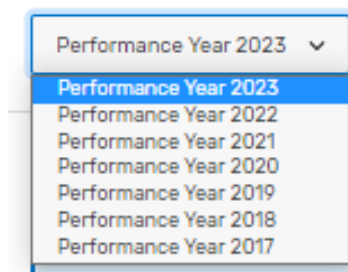 Performance Year 2023
Performance Year 2023
Performance Year 2022
Performance Year 2021
Performance Year 2020
Performance Year 2019
Performance Year 2018
Performance Year 2017